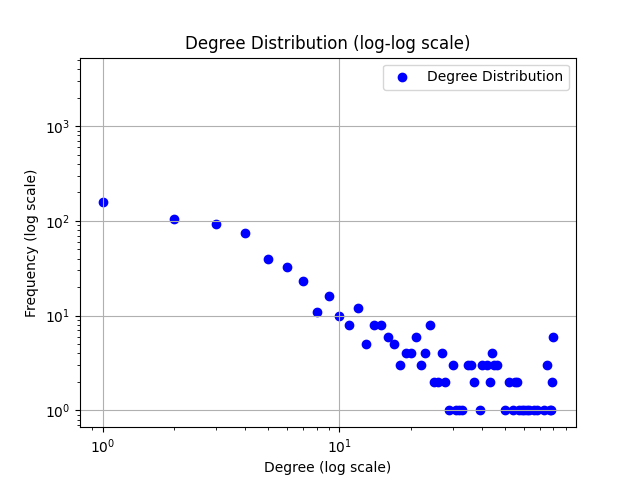 Degree Distribution (log-log scale)
Degree Distribution
Frequency (log scale)
10³
10²
10¹
10⁰
10⁰ 10¹
Degree (log scale)